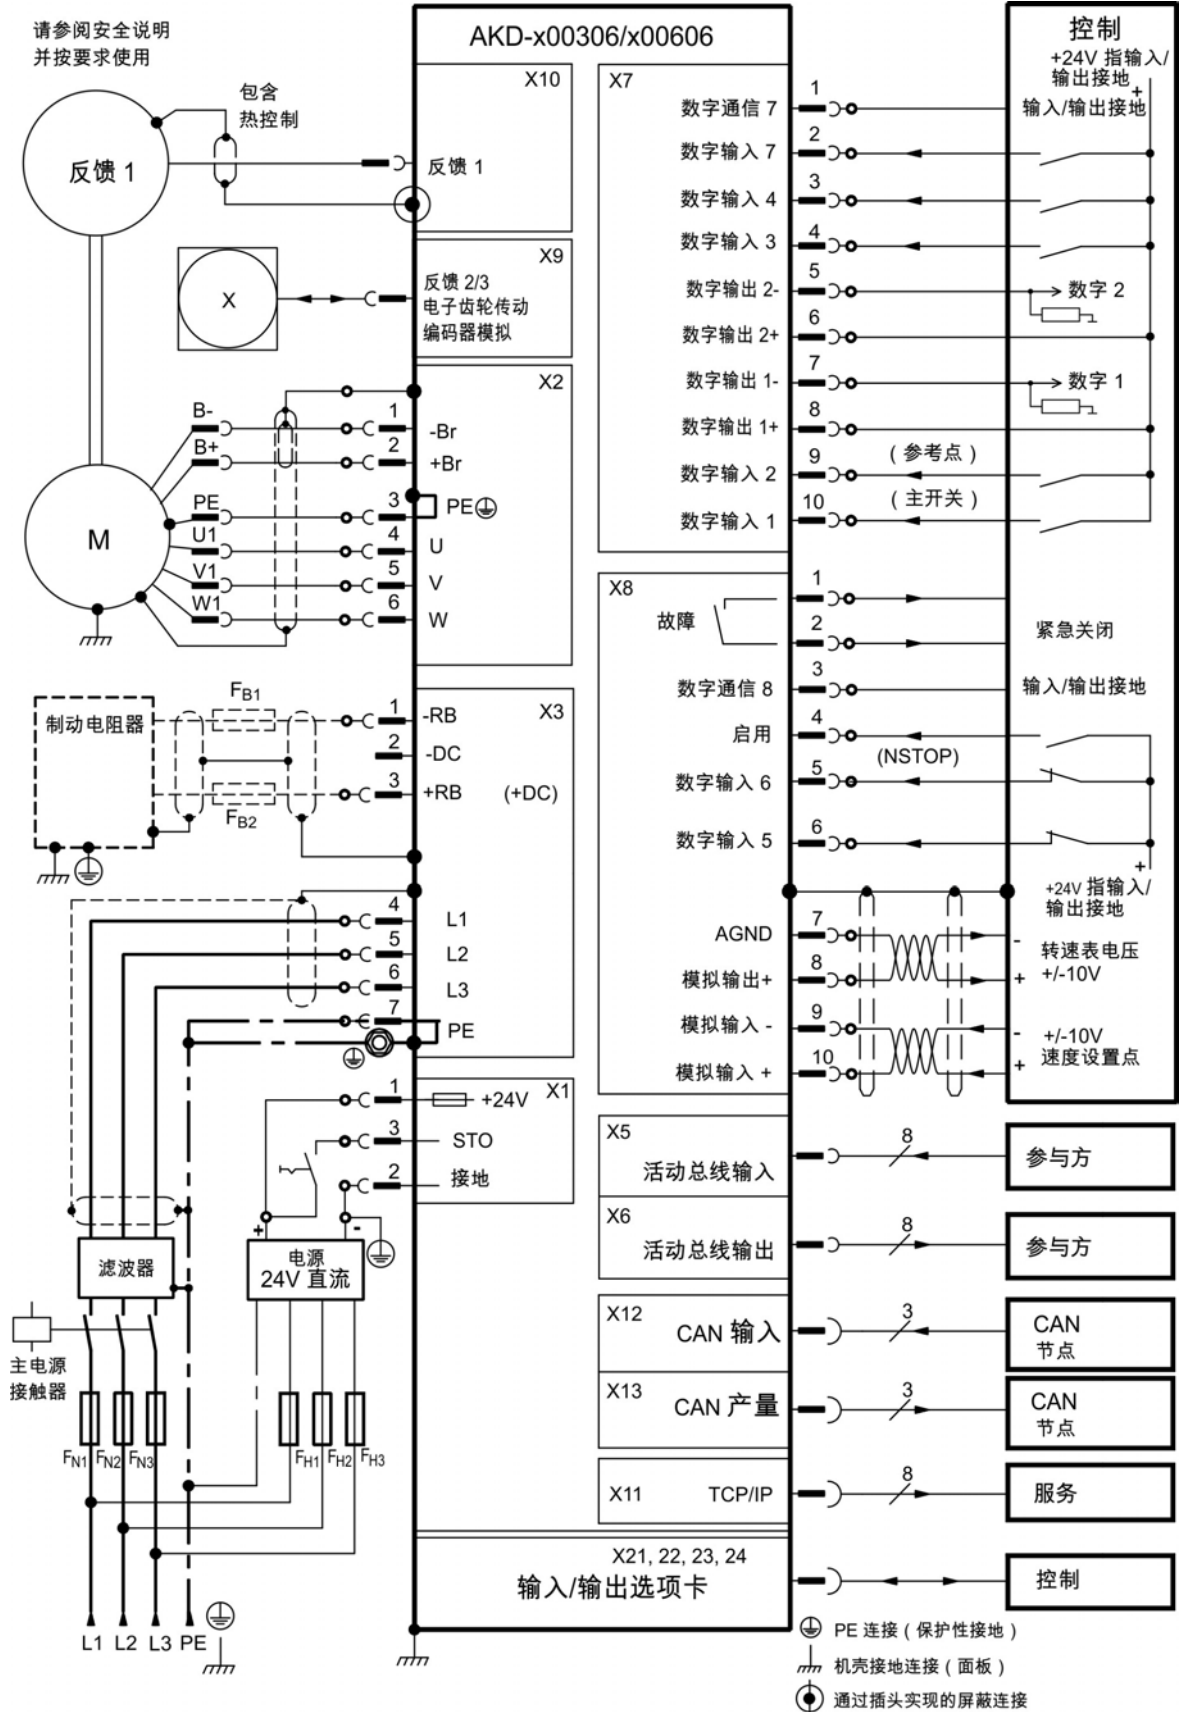 请参阅安全说明
并按要求使用
AKD-x00306/x00606
包含
热控制
反馈 1
X10
反馈 1
X
X9
反馈 2/3
电子齿轮传动
编码器模拟
X2
B-
1
-Br
B+
2
+Br
PE
3
PE
M
U1
4
U
V1
5
V
W1
6
W
制动电阻器
FB1
FB2
X3
1
-RB
2
-DC
3
+RB
(+DC)
4
L1
5
L2
6
L3
7
PE
X1
1
+24V
3
STO
2
接地
+
-
电源
24V 直流
滤波器
主电源
接触器
FN1
FN2
FN3
FH1
FH2
FH3
L1
L2
L3
PE
X7
数字通信 7
1
数字输入 7
2
数字输入 4
3
数字输入 3
4
数字输出 2-
5
数字输出 2+
6
数字输出 1-
7
数字输出 1+
8
数字输入 2
9
(参考点)
数字输入 1
10
(主开关)
控制
+24V 指输入/
输出接地
+
输入/输出接地
数字 2
数字 1
X8
故障
1
2
紧急关闭
数字通信 8
3
输入/输出接地
启用
4
(NSTOP)
数字输入 6
5
数字输入 5
6
+
+24V 指输入/
输出接地
AGND
7
-
转速表电压
模拟输出+
8
+
+/-10V
模拟输入 -
9
-
+/-10V
模拟输入 +
10
+
速度设置点
X5
活动总线输入
8
参与方
X6
活动总线输出
8
参与方
X12
CAN 输入
3
CAN
节点
X13
CAN 产量
3
CAN
节点
X11
TCP/IP
8
服务
X21, 22, 23, 24
输入/输出选项卡
控制
PE 连接(保护性接地)
机壳接地连接(面板)
通过插头实现的屏蔽连接